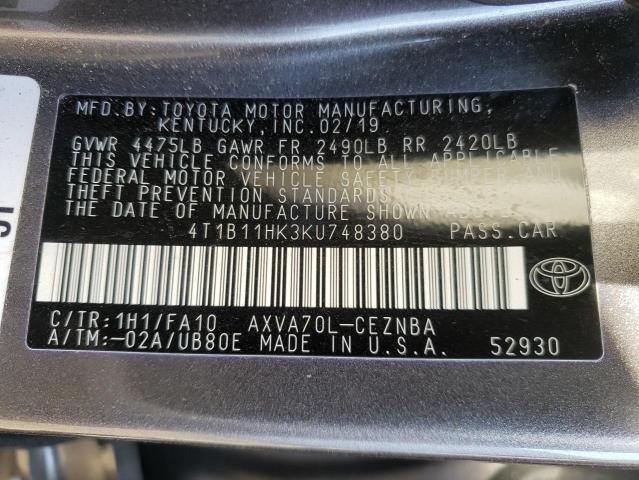 MFD.BY:TOYOTA MOTOR MANUFACTURING,
KENTUCKY,INC.02/19
GVWR 4475LB GAWR FR 2490LB RR 2420LB
THIS VEHICLE CONFORMS TO ALL APPLICABLE
FEDERAL MOTOR VEHICLE SAFETY, BUMPER, AND
THEFT PREVENTION STANDARDS
THE DATE OF MANUFACTURE SHOWN
4T1B11HK3KU748380 PASS.CAR
C/TR:1H1/FA10 AXVA70L-CEZNBA
A/TM:-02A/UB80E MADE IN U.S.A. 52930